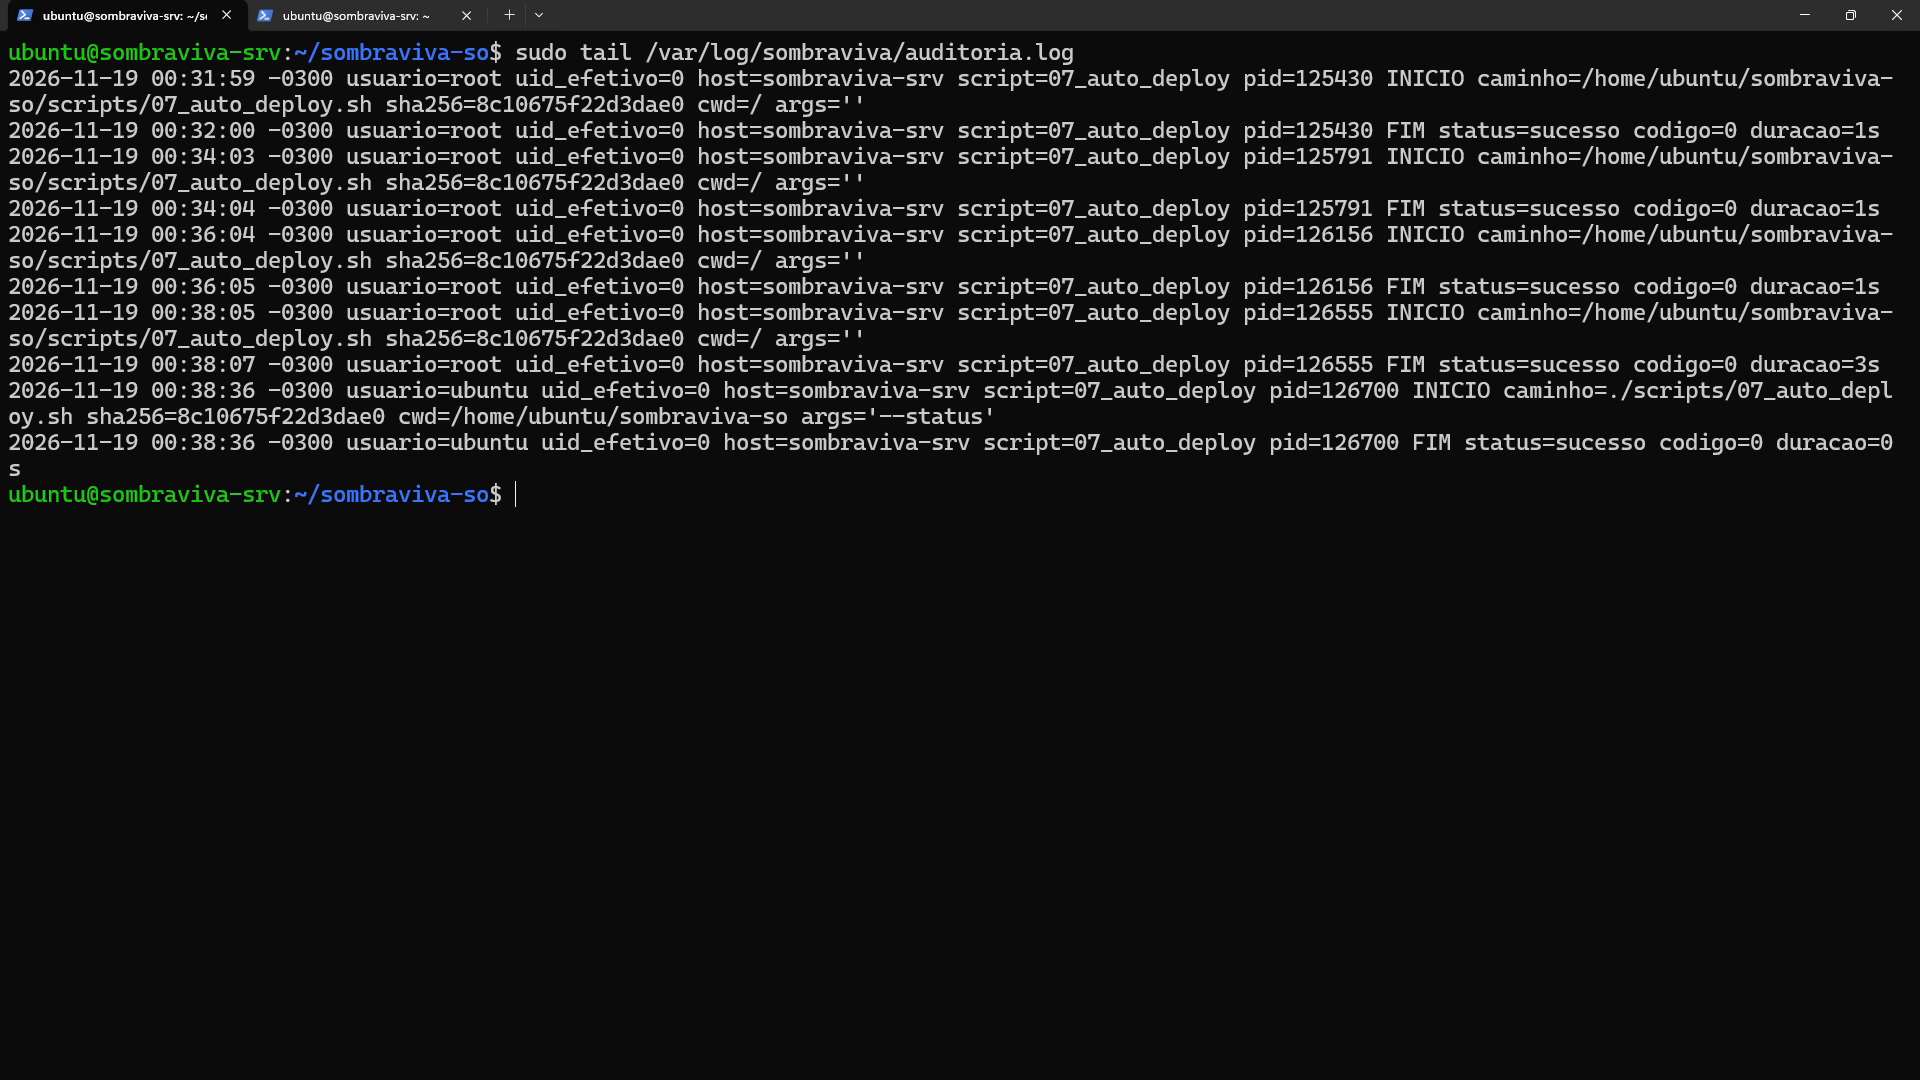 ubuntu@sombraviva-srv: ~/s
ubuntu@sombraviva-srv: ~
ubuntu@sombraviva-srv:~/sombraviva-so$ sudo tail /var/log/sombraviva/auditoria.log
2026-11-19 00:31:59 -0300 usuario=root uid_efetivo=0 host=sombraviva-srv script=07_auto_deploy pid=125430 INICIO caminho=/home/ubuntu/sombraviva-
so/scripts/07_auto_deploy.sh sha256=8c10675f22d3dae0 cwd=/ args=''
2026-11-19 00:32:00 -0300 usuario=root uid_efetivo=0 host=sombraviva-srv script=07_auto_deploy pid=125430 FIM status=sucesso codigo=0 duracao=1s
2026-11-19 00:34:03 -0300 usuario=root uid_efetivo=0 host=sombraviva-srv script=07_auto_deploy pid=125791 INICIO caminho=/home/ubuntu/sombraviva-
so/scripts/07_auto_deploy.sh sha256=8c10675f22d3dae0 cwd=/ args=''
2026-11-19 00:34:04 -0300 usuario=root uid_efetivo=0 host=sombraviva-srv script=07_auto_deploy pid=125791 FIM status=sucesso codigo=0 duracao=1s
2026-11-19 00:36:04 -0300 usuario=root uid_efetivo=0 host=sombraviva-srv script=07_auto_deploy pid=126156 INICIO caminho=/home/ubuntu/sombraviva-
so/scripts/07_auto_deploy.sh sha256=8c10675f22d3dae0 cwd=/ args=''
2026-11-19 00:36:05 -0300 usuario=root uid_efetivo=0 host=sombraviva-srv script=07_auto_deploy pid=126156 FIM status=sucesso codigo=0 duracao=1s
2026-11-19 00:38:05 -0300 usuario=root uid_efetivo=0 host=sombraviva-srv script=07_auto_deploy pid=126555 INICIO caminho=/home/ubuntu/sombraviva-
so/scripts/07_auto_deploy.sh sha256=8c10675f22d3dae0 cwd=/ args=''
2026-11-19 00:38:07 -0300 usuario=root uid_efetivo=0 host=sombraviva-srv script=07_auto_deploy pid=126555 FIM status=sucesso codigo=0 duracao=3s
2026-11-19 00:38:36 -0300 usuario=ubuntu uid_efetivo=0 host=sombraviva-srv script=07_auto_deploy pid=126700 INICIO caminho=./scripts/07_auto_depl
oy.sh sha256=8c10675f22d3dae0 cwd=/home/ubuntu/sombraviva-so args='--status'
2026-11-19 00:38:36 -0300 usuario=ubuntu uid_efetivo=0 host=sombraviva-srv script=07_auto_deploy pid=126700 FIM status=sucesso codigo=0 duracao=0
s
ubuntu@sombraviva-srv:~/sombraviva-so$